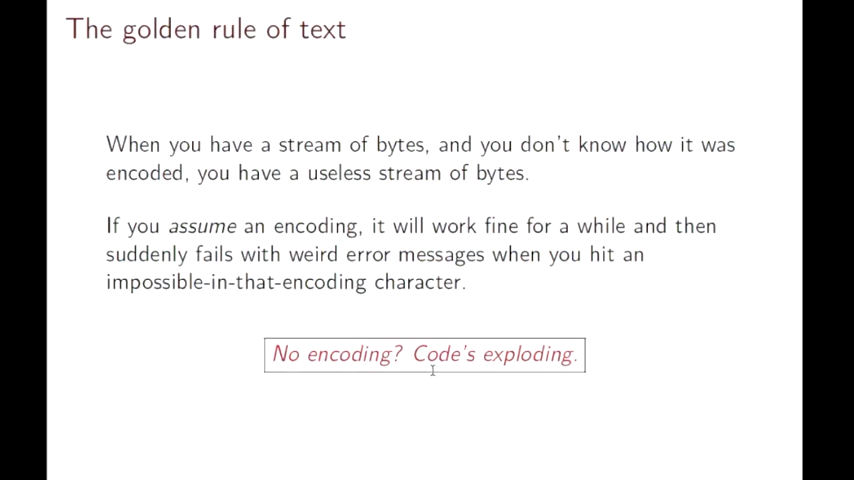 The golden rule of text
When you have a stream of bytes, and you don't know how it was
encoded, you have a useless stream of bytes.
If you assume an encoding, it will work fine for a while and then
suddenly fails with weird error messages when you hit an
impossible-in-that-encoding character.
No encoding? Code's exploding.